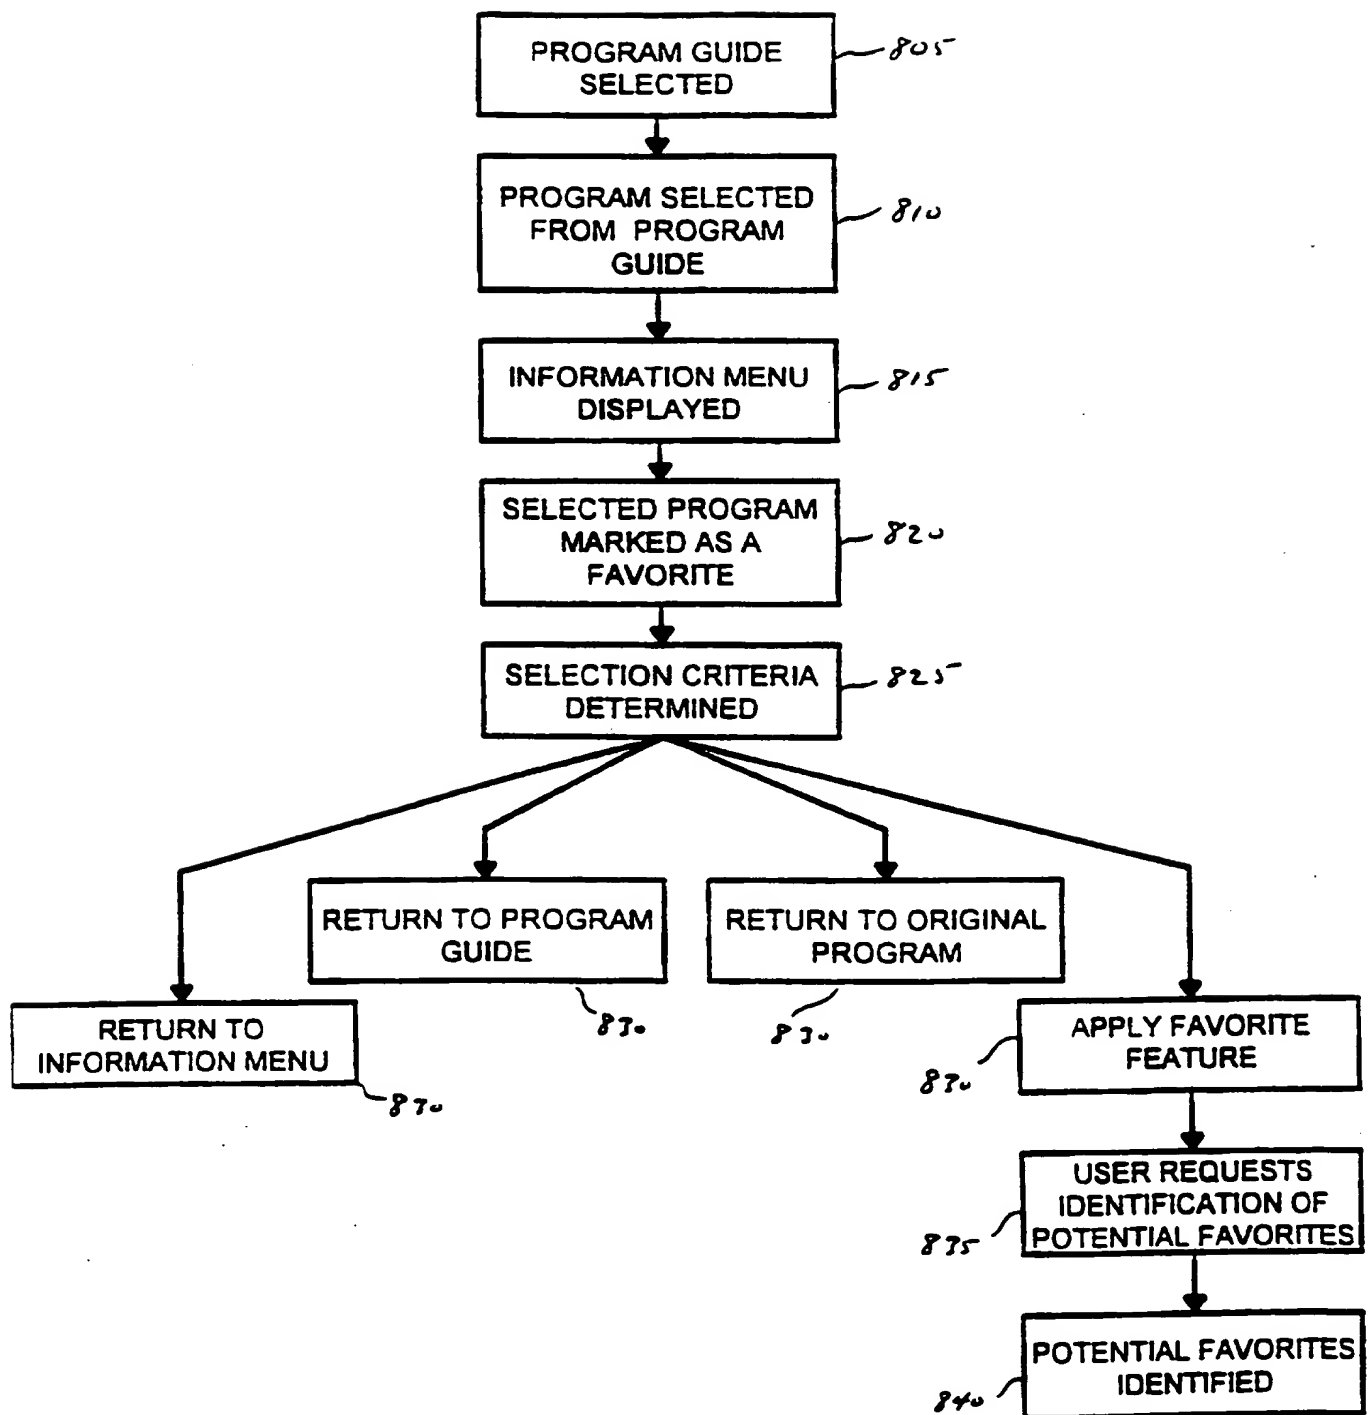 PROGRAM GUIDE
SELECTED
805
PROGRAM SELECTED
FROM PROGRAM
GUIDE
810
INFORMATION MENU
DISPLAYED
815
SELECTED PROGRAM
MARKED AS A
FAVORITE
820
SELECTION CRITERIA
DETERMINED
825
RETURN TO PROGRAM
GUIDE
830
RETURN TO ORIGINAL
PROGRAM
830
RETURN TO
INFORMATION MENU
830
APPLY FAVORITE
FEATURE
830
USER REQUESTS
IDENTIFICATION OF
POTENTIAL FAVORITES
835
POTENTIAL FAVORITES
IDENTIFIED
840